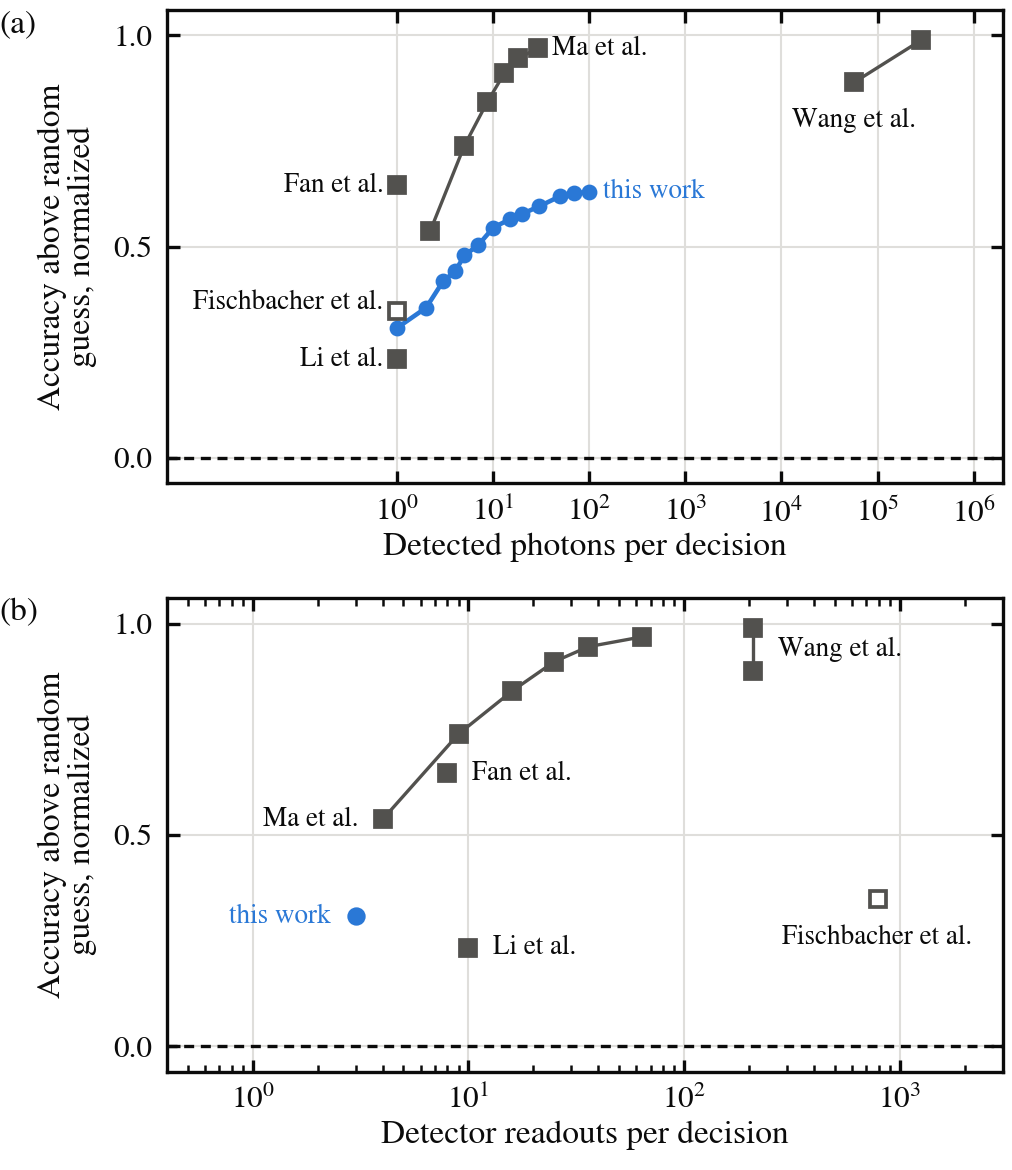 (a)
Accuracy above random
guess, normalized
1.0
0.5
0.0
Ma et al.
Wang et al.
Fan et al.
this work
Fischbacher et al.
Li et al.
10⁰ 10¹ 10² 10³ 10⁴ 10⁵ 10⁶
Detected photons per decision
(b)
Accuracy above random
guess, normalized
1.0
0.5
0.0
Wang et al.
Fan et al.
Ma et al.
this work
Li et al.
Fischbacher et al.
10⁰ 10¹ 10² 10³
Detector readouts per decision